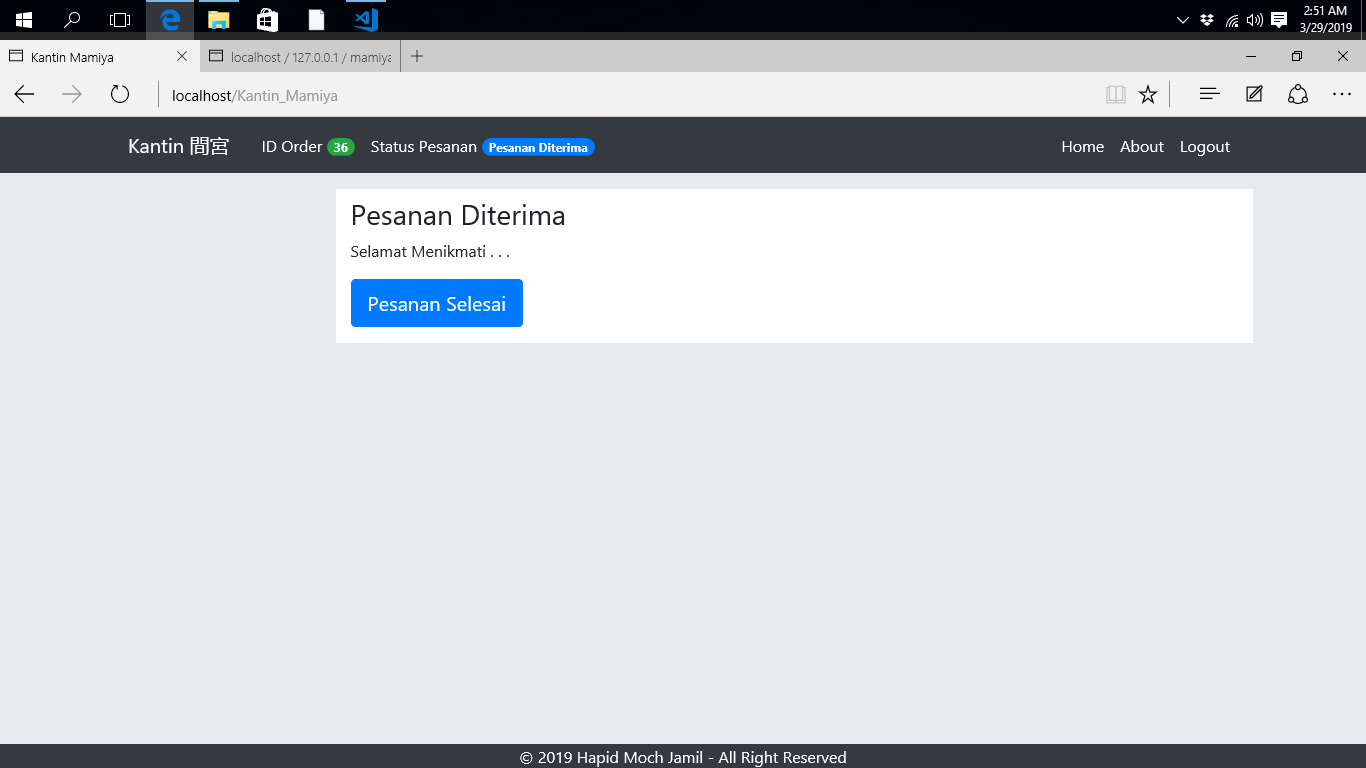 2:51 AM
3/29/2019
Kantin Mamiya
localhost / 127.0.0.1 / mamiya
localhost/Kantin_Mamiya
Kantin 間宮 ID Order 36 Status Pesanan Pesanan Diterima Home About Logout
Pesanan Diterima
Selamat Menikmati . . .
Pesanan Selesai
© 2019 Hapid Moch Jamil - All Right Reserved